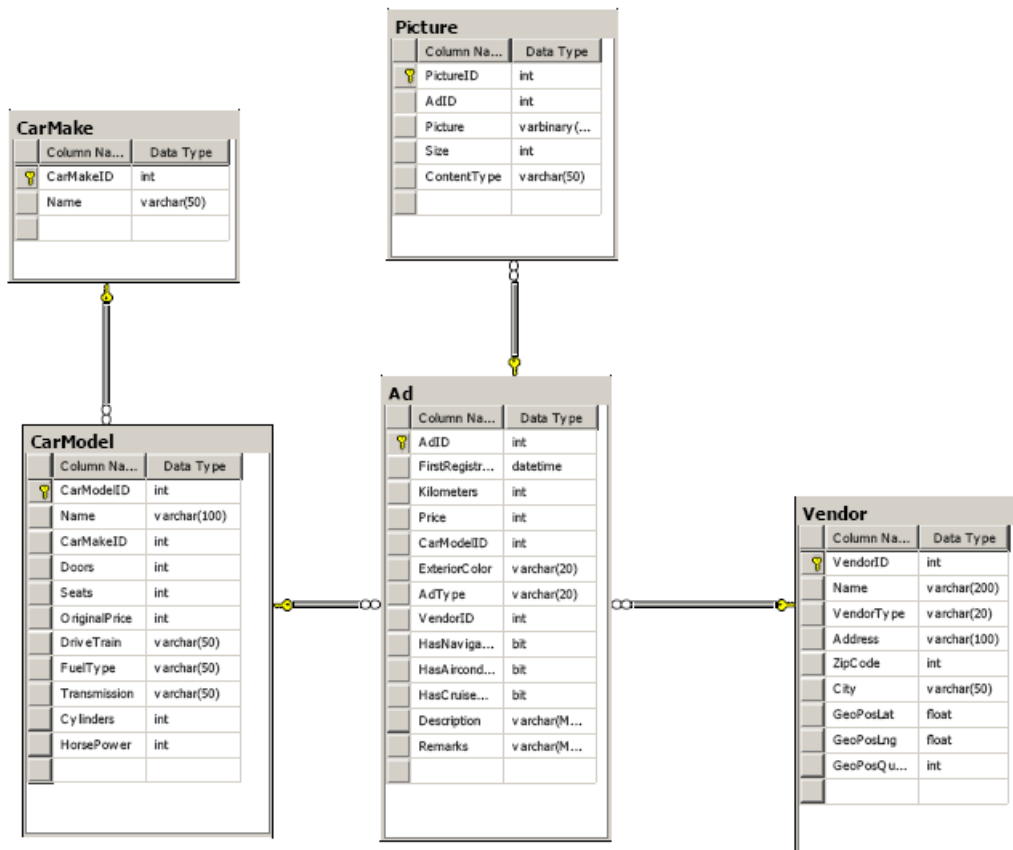 Picture
Column Na... Data Type
PictureID int
AdID int
Picture varbinary(...
Size int
ContentType varchar(50)
CarMake
Column Na... Data Type
CarMakeID int
Name varchar(50)
CarModel
Column Na... Data Type
CarModelID int
Name varchar(100)
CarMakeID int
Doors int
Seats int
OriginalPrice int
DriveTrain varchar(50)
FuelType varchar(50)
Transmission varchar(50)
Cylinders int
HorsePower int
Ad
Column Na... Data Type
AdID int
FirstRegistr... datetime
Kilometers int
Price int
CarModelID int
ExteriorColor varchar(20)
AdType varchar(20)
VendorID int
HasNaviga... bit
HasAircond... bit
HasCruise... bit
Description varchar(M...
Remarks varchar(M...
Vendor
Column Na... Data Type
VendorID int
Name varchar(200)
VendorType varchar(20)
Address varchar(100)
ZipCode int
City varchar(50)
GeoPosLat float
GeoPosLng float
GeoPosQu... int